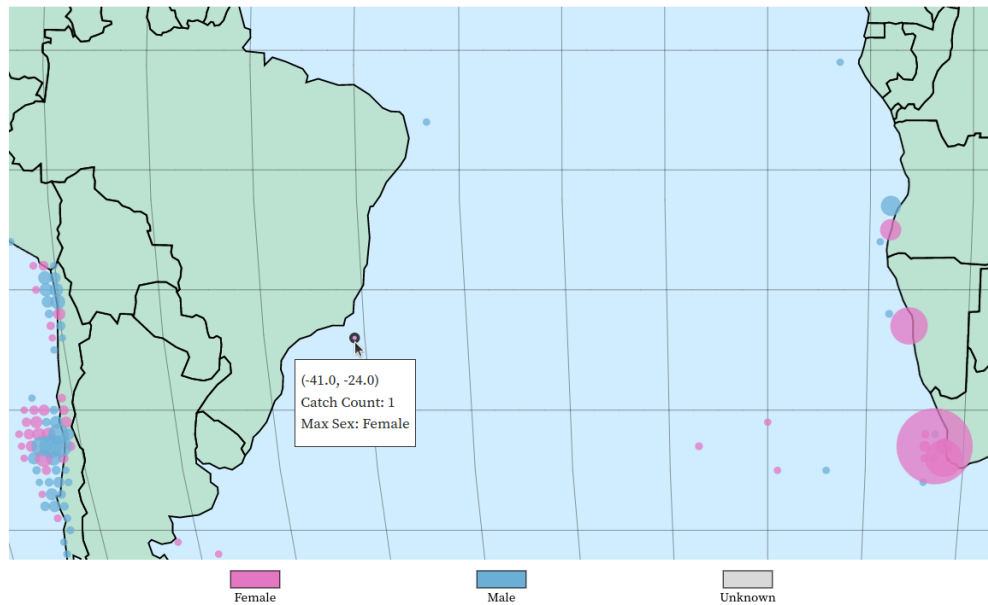 (-41.0, -24.0)
Catch Count: 1
Max Sex: Female
Female
Male
Unknown